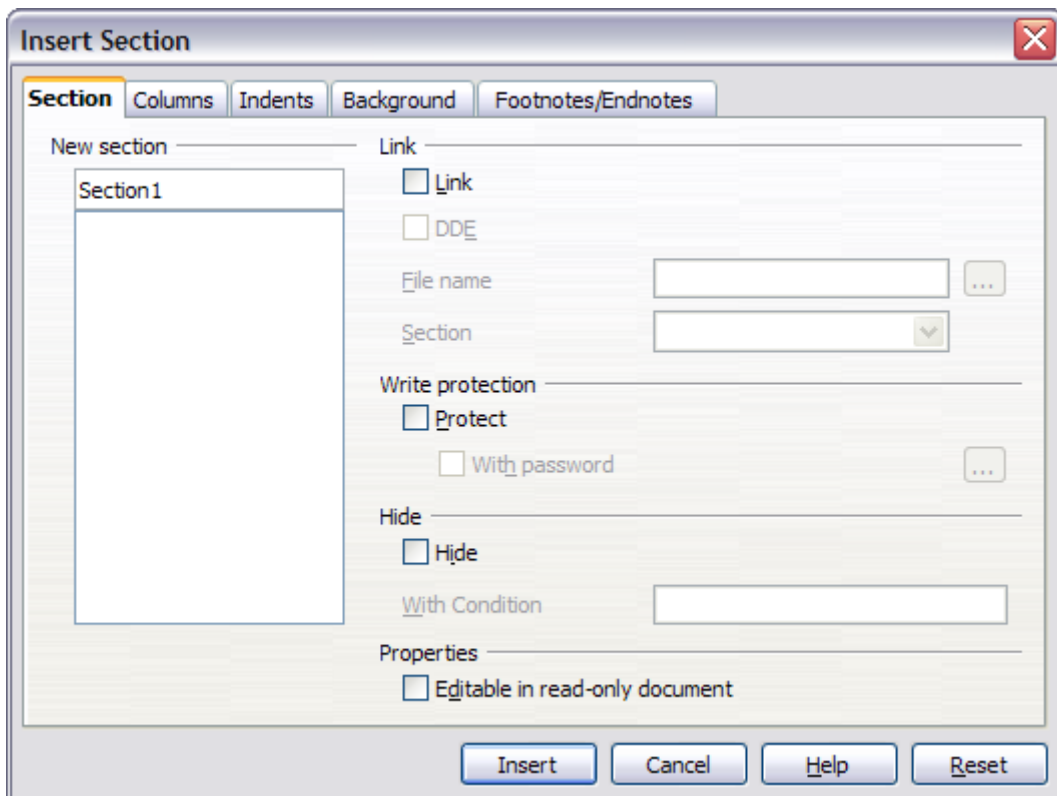 Insert Section
Section Columns Indents Background Footnotes/Endnotes
New section
Section1
Link
Link
DDE
File name
...
Section
Write protection
Protect
With password
...
Hide
Hide
With Condition
Properties
Editable in read-only document
Insert Cancel Help Reset